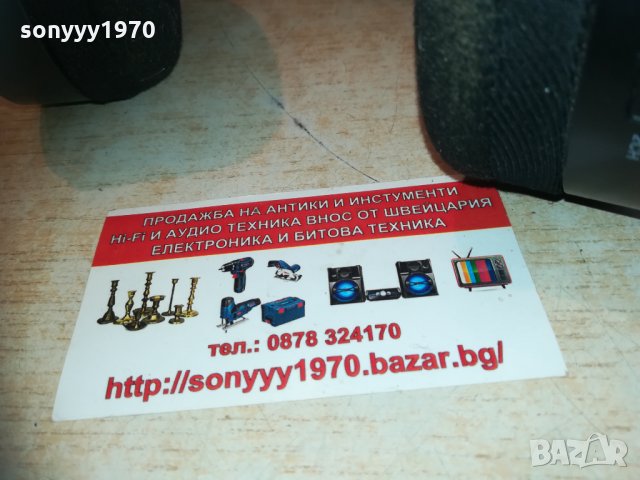 sonyyy1970
ПРОДАЖБА НА АНТИКИ И ИНСТУМЕНТИ
Hi-Fi И АУДИО ТЕХНИКА ВНОС ОТ ШВЕЙЦАРИЯ
ЕЛЕКТРОНИКА И БИТОВА ТЕХНИКА
тел.: 0878 324170
http://sonyyy1970.bazar.bg/
BAZAR